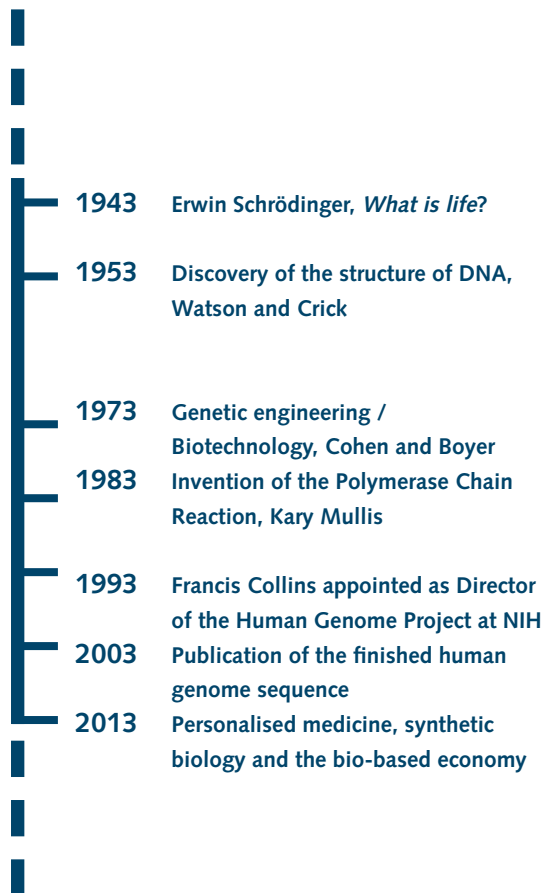 1943 Erwin Schrödinger, What is life?
1953 Discovery of the structure of DNA,
Watson and Crick
1973 Genetic engineering /
Biotechnology, Cohen and Boyer
1983 Invention of the Polymerase Chain
Reaction, Kary Mullis
1993 Francis Collins appointed as Director
of the Human Genome Project at NIH
2003 Publication of the finished human
genome sequence
2013 Personalised medicine, synthetic
biology and the bio-based economy